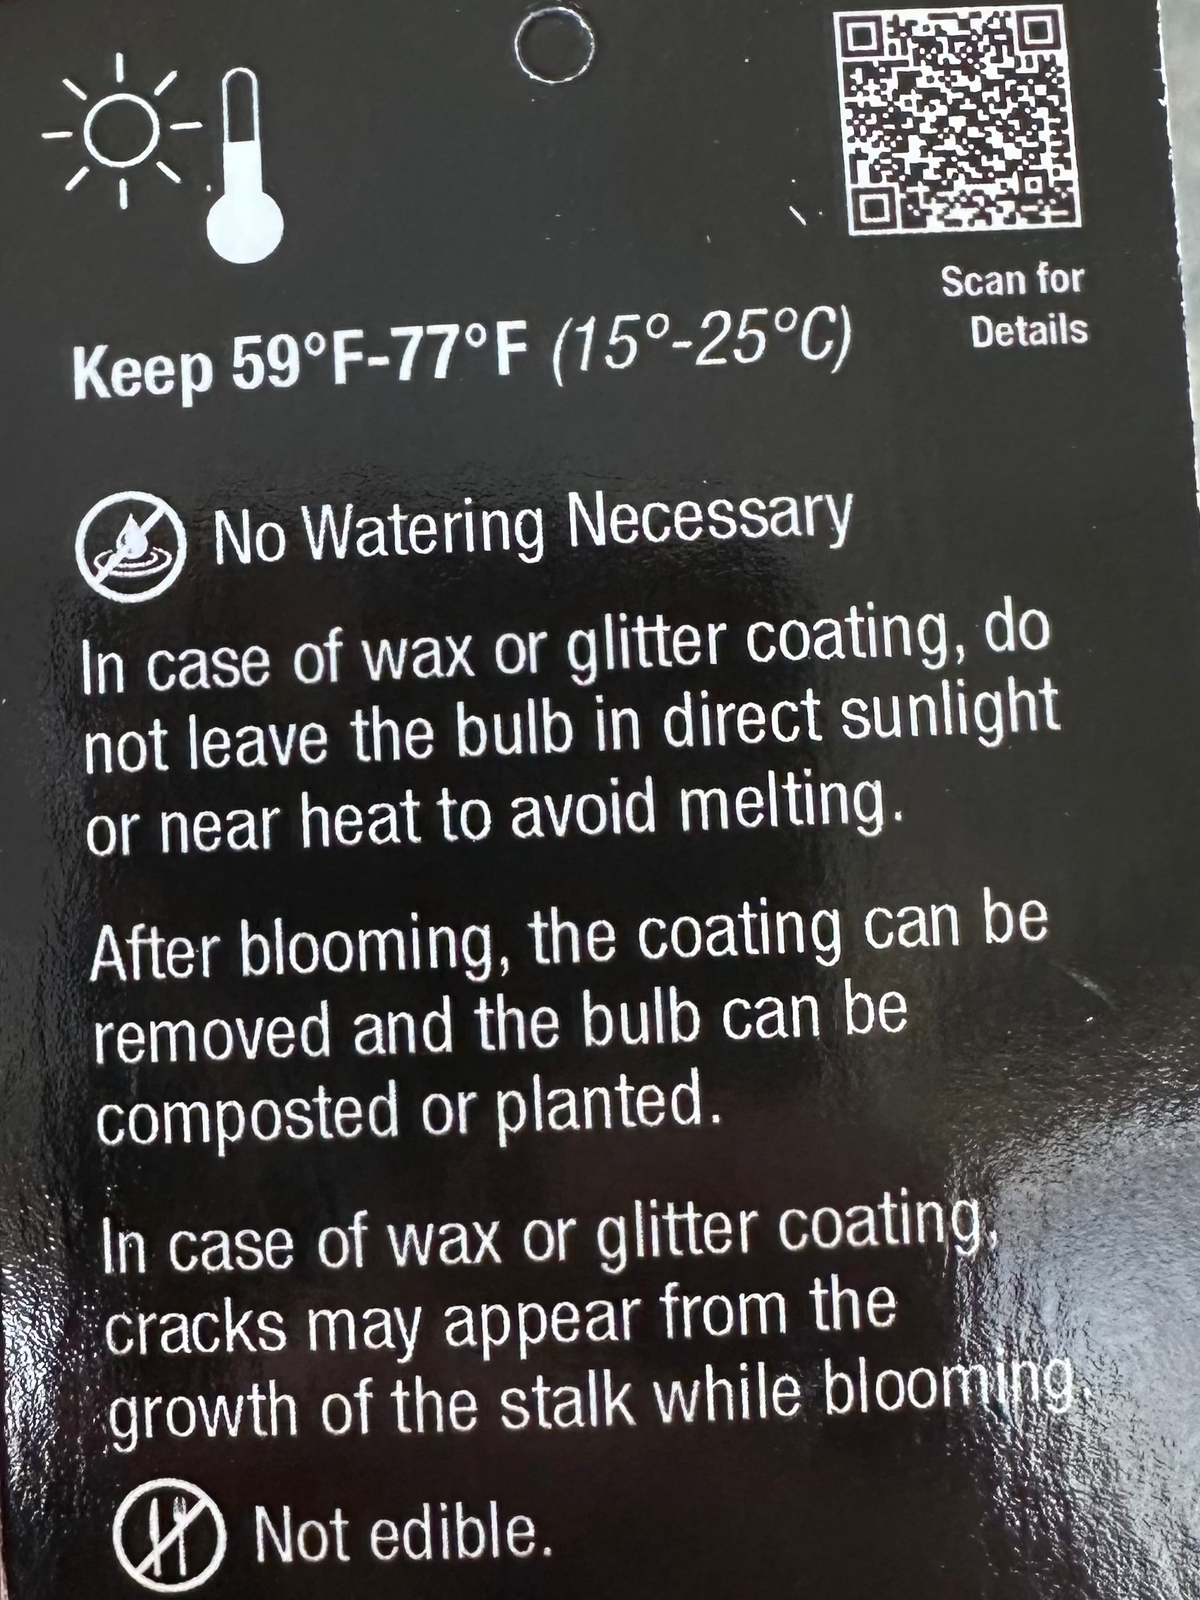 Scan for
Details
Keep 59°F-77°F (15°-25°C)
No Watering Necessary
In case of wax or glitter coating, do
not leave the bulb in direct sunlight
or near heat to avoid melting.
After blooming, the coating can be
removed and the bulb can be
composted or planted.
In case of wax or glitter coating,
cracks may appear from the
growth of the stalk while blooming.
Not edible.